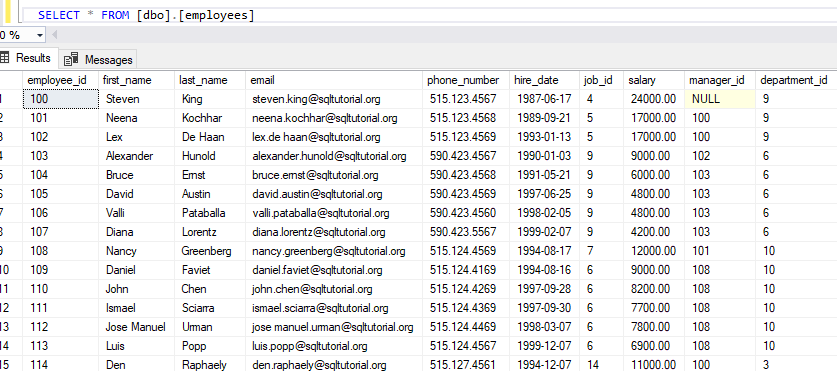 SELECT * FROM [dbo].[employees]
0 %
Results Messages
employee_id first_name last_name email phone_number hire_date job_id salary manager_id department_id
1 100 Steven King steven.king@sqltutorial.org 515.123.4567 1987-06-17 4 24000.00 NULL 9
2 101 Neena Kochhar neena.kochhar@sqltutorial.org 515.123.4568 1989-09-21 5 17000.00 100 9
3 102 Lex De Haan lex.de haan@sqltutorial.org 515.123.4569 1993-01-13 5 17000.00 100 9
4 103 Alexander Hunold alexander.hunold@sqltutorial.org 590.423.4567 1990-01-03 9 9000.00 102 6
5 104 Bruce Ernst bruce.ernst@sqltutorial.org 590.423.4568 1991-05-21 9 6000.00 103 6
6 105 David Austin david.austin@sqltutorial.org 590.423.4569 1997-06-25 9 4800.00 103 6
7 106 Valli Pataballa valli.pataballa@sqltutorial.org 590.423.4560 1998-02-05 9 4800.00 103 6
8 107 Diana Lorentz diana.lorentz@sqltutorial.org 590.423.5567 1999-02-07 9 4200.00 103 6
9 108 Nancy Greenberg nancy.greenberg@sqltutorial.org 515.124.4569 1994-08-17 7 12000.00 101 10
10 109 Daniel Faviet daniel.faviet@sqltutorial.org 515.124.4169 1994-08-16 6 9000.00 108 10
11 110 John Chen john.chen@sqltutorial.org 515.124.4269 1997-09-28 6 8200.00 108 10
12 111 Ismael Sciarra ismael.sciarra@sqltutorial.org 515.124.4369 1997-09-30 6 7700.00 108 10
13 112 Jose Manuel Urman jose manuel.urman@sqltutorial.org 515.124.4469 1998-03-07 6 7800.00 108 10
14 113 Luis Popp luis.popp@sqltutorial.org 515.124.4567 1999-12-07 6 6900.00 108 10
15 114 Den Raphaely den.raphaely@sqltutorial.org 515.127.4561 1994-12-07 14 11000.00 100 3